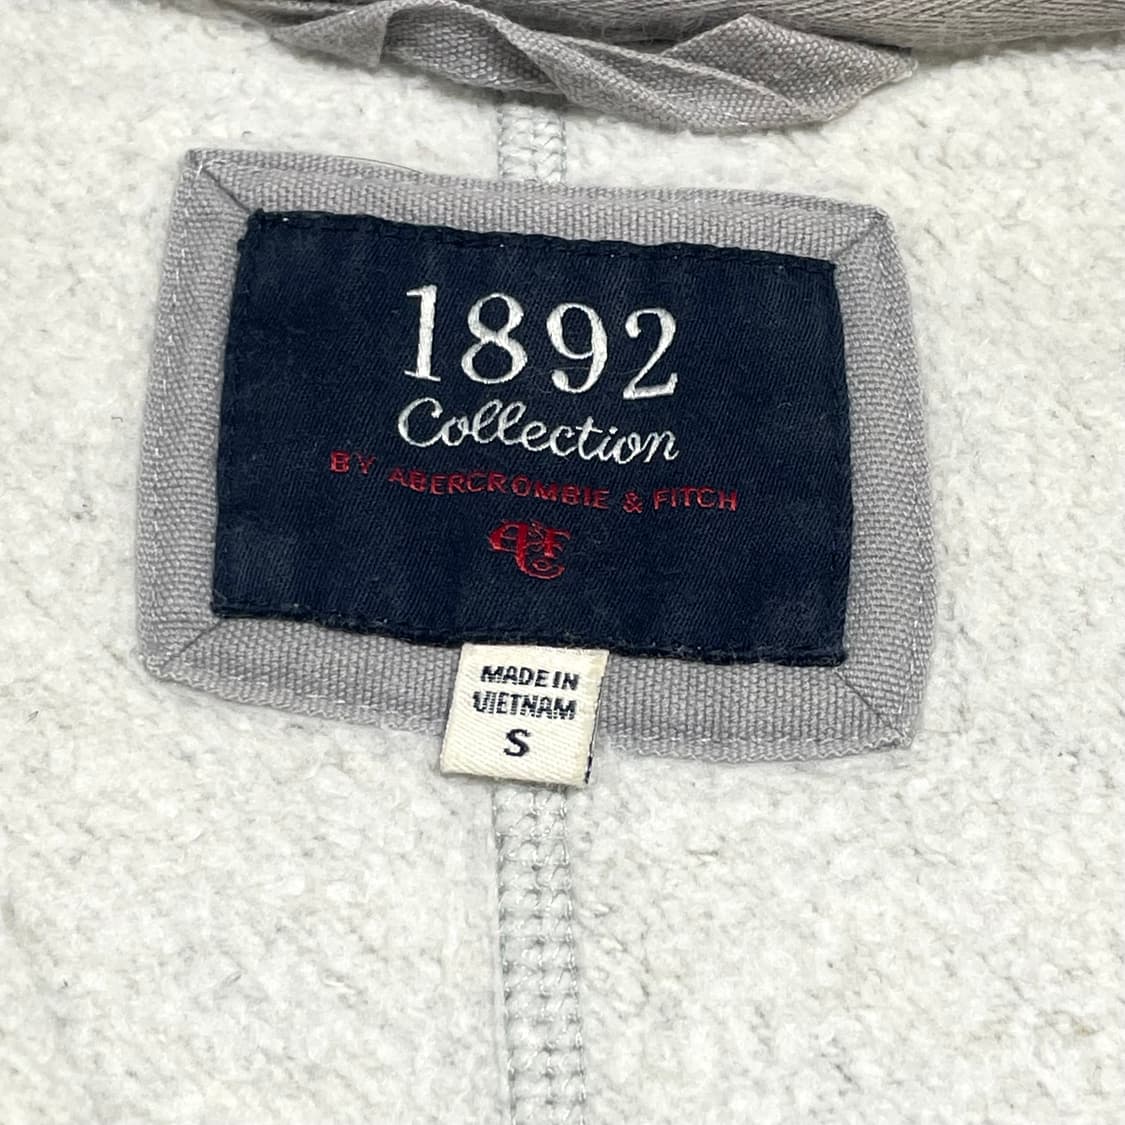 1892
Collection
BY ABERCROMBIE & FITCH
MADE IN
VIETNAM
S